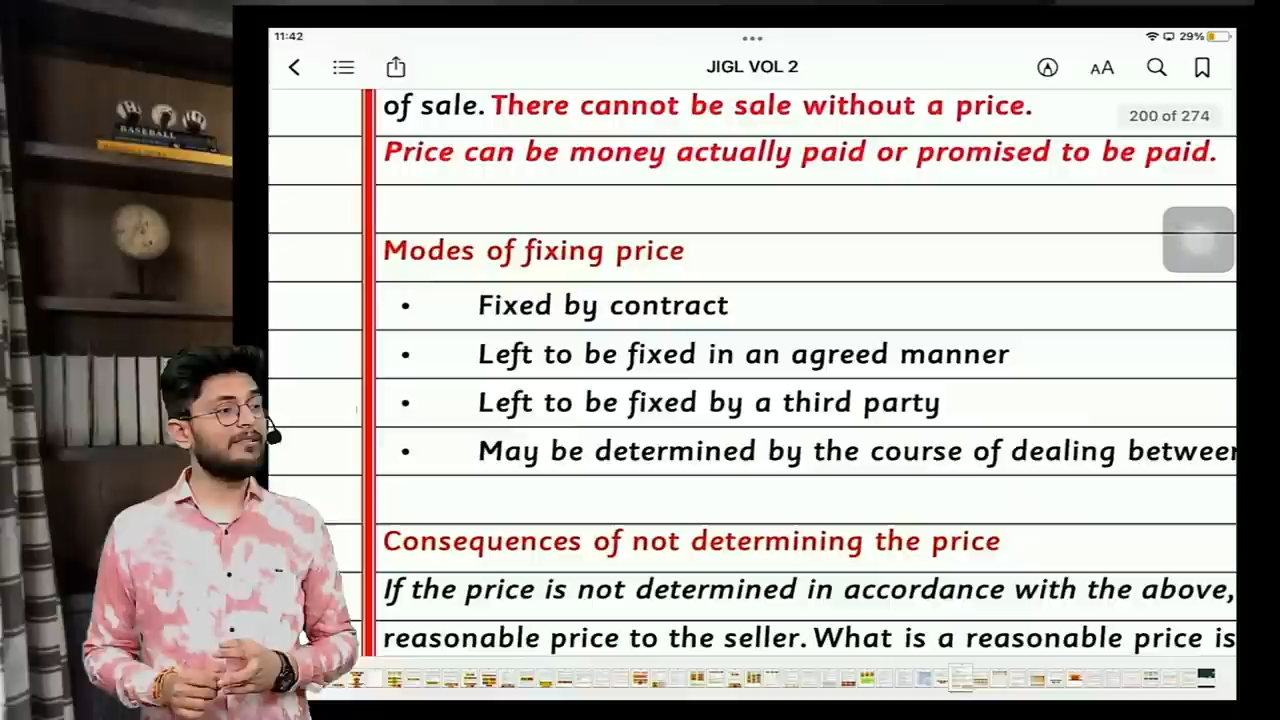 11:42
29%
JIGL VOL 2
AA
200 of 274
of sale. There cannot be sale without a price.
Price can be money actually paid or promised to be paid.
Modes of fixing price
• Fixed by contract
• Left to be fixed in an agreed manner
• Left to be fixed by a third party
• May be determined by the course of dealing between
Consequences of not determining the price
If the price is not determined in accordance with the above,
reasonable price to the seller. What is a reasonable price is
BASEBALL